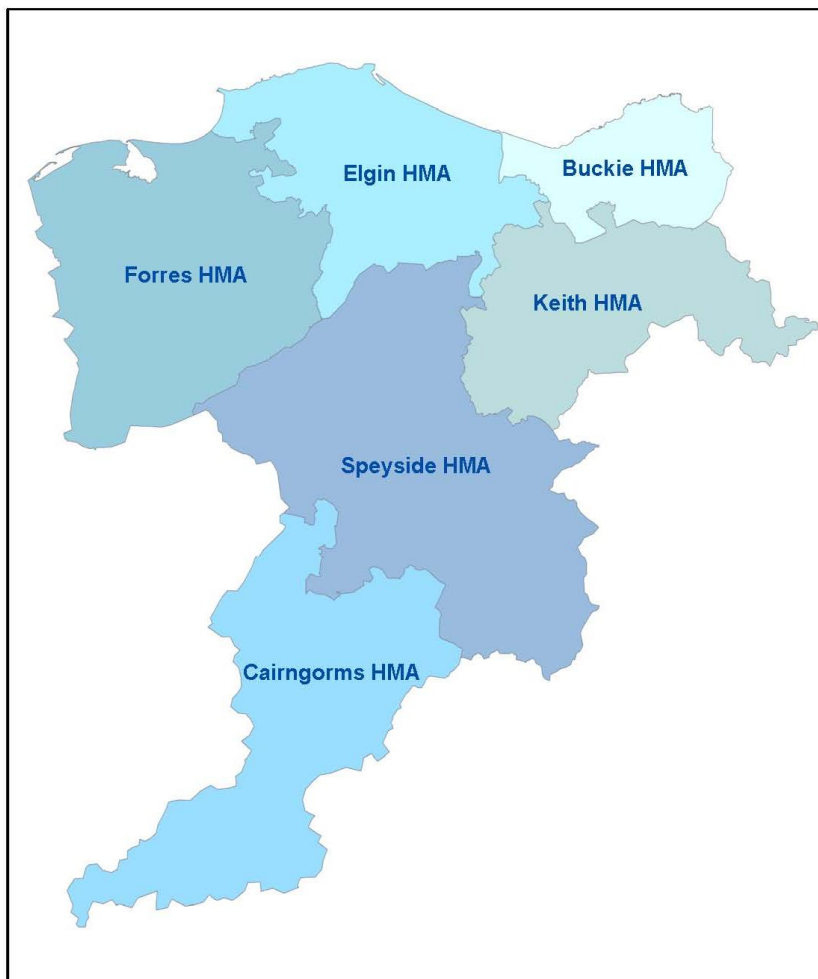 Elgin HMA
Buckie HMA
Forres HMA
Keith HMA
Speyside HMA
Cairngorms HMA